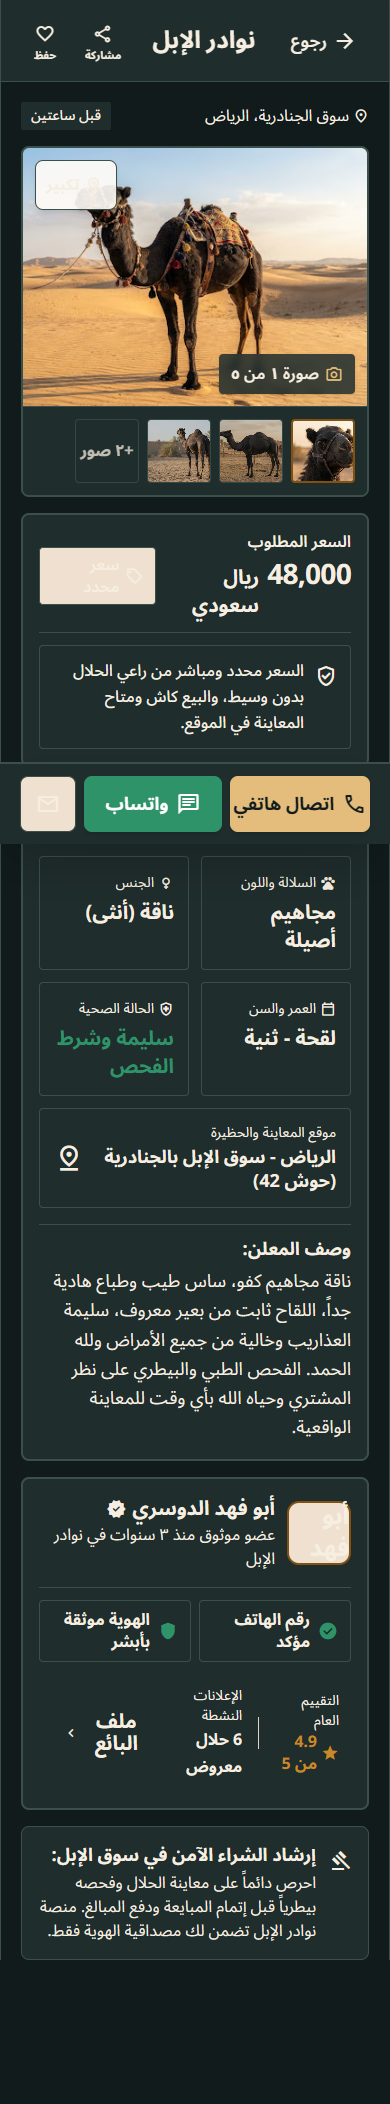 رجوع
نوادر الإبل
مشاركة
حفظ
سوق الجنادرية، الرياض
قبل ساعتين
تكبير
صورة ١ من ٥
+٢ صور
السعر المطلوب
48,000 ريال
سعودي
سعر
محدد
السعر محدد ومباشر من راعي الحلال
بدون وسيط، والبيع كاش ومتاح
المعاينة في الموقع.
اتصال هاتفي
واتساب
السلالة واللون
مجاهيم
أصيلة
الجنس
ناقة (أنثى)
العمر والسن
لقحة - ثنية
الحالة الصحية
سليمة وشرط
الفحص
موقع المعاينة والحظيرة
الرياض - سوق الإبل بالجنادرية
(حوش 42)
وصف المعلن:
ناقة مجاهيم كفو، ساس طيب وطباع هادية
جداً، اللقاح ثابت من بعير معروف، سليمة
العذاريب وخالية من جميع الأمراض ولله
الحمد. الفحص الطبي والبيطري على نظر
المشتري وحياه الله بأي وقت للمعاينة
الواقعية.
أبو
فهد
أبو فهد الدوسري
عضو موثوق منذ ٣ سنوات في نوادر
الإبل
رقم الهاتف
مؤكد
الهوية موثقة
بأبشر
التقييم
العام
4.9
من 5
الإعلانات
النشطة
6 حلال
معروض
ملف
البائع
إرشاد الشراء الآمن في سوق الإبل:
احرص دائماً على معاينة الحلال وفحصه
بيطرياً قبل إتمام المبايعة ودفع المبالغ. منصة
نوادر الإبل تضمن لك مصداقية الهوية فقط.